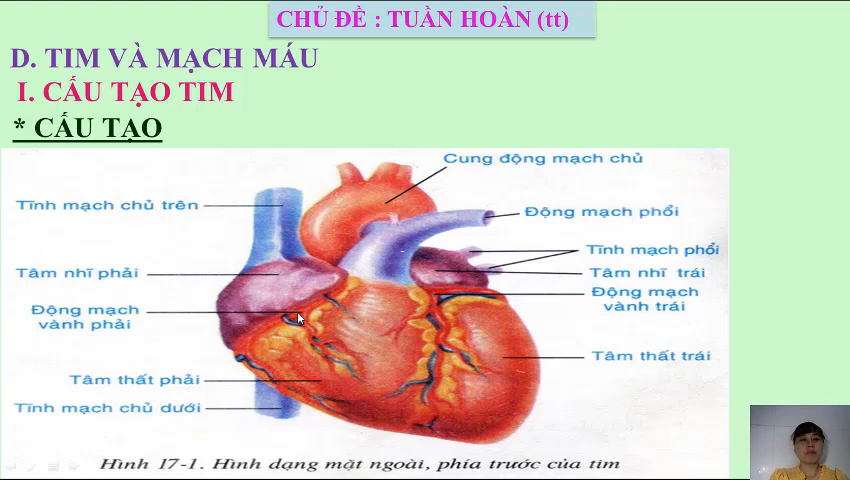 CHỦ ĐỀ : TUẦN HOÀN (tt)
D. TIM VÀ MẠCH MÁU
I. CẤU TẠO TIM
* CẤU TẠO
Cung động mạch chủ
Tĩnh mạch chủ trên
Động mạch phổi
Tĩnh mạch phổi
Tâm nhĩ phải
Tâm nhĩ trái
Động mạch
vành trái
Động mạch
vành phải
Tâm thất trái
Tâm thất phải
Tĩnh mạch chủ dưới
Hình 17-1. Hình dạng mặt ngoài, phía trước của tim